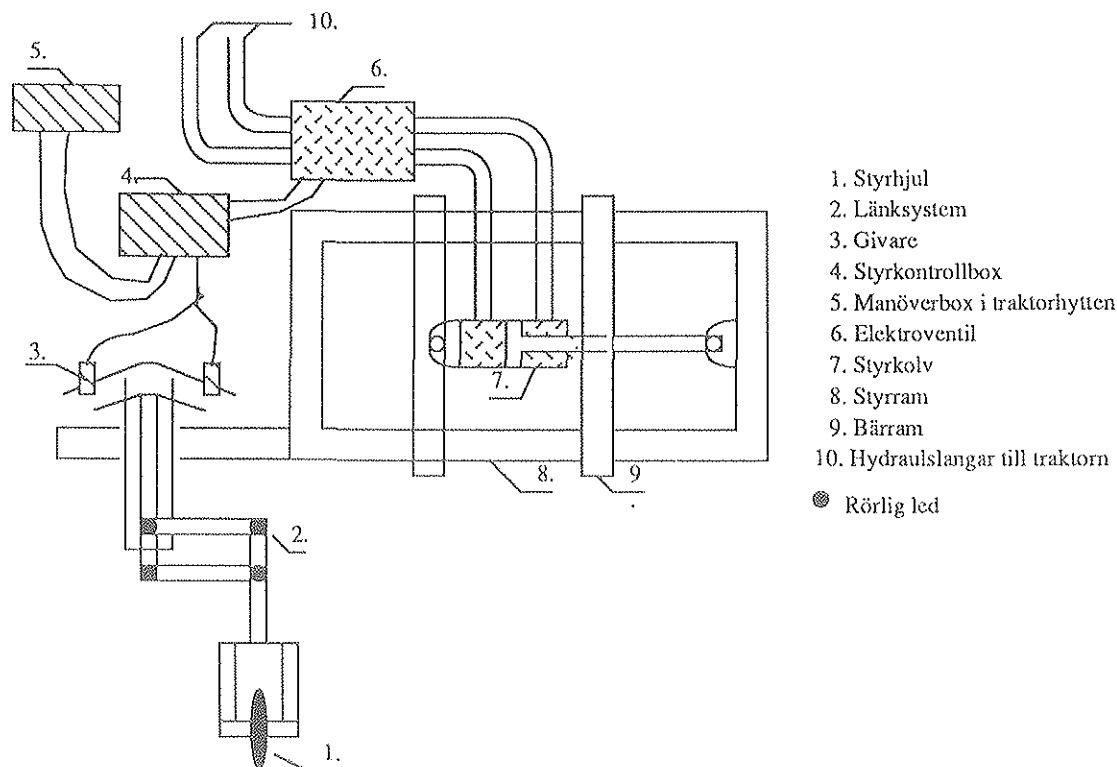 10.
5.
6.
4.
3.
7.
8.
9
.
2.
1.
1. Styrhjul
2. Länksystem
3. Givare
4. Styrkontrollbox
5. Manöverbox i traktorhytten
6. Elektroventil
7. Styrkolv
8. Styrram
9. Bärram
10. Hydraulslangar till traktorn
Rörlig led